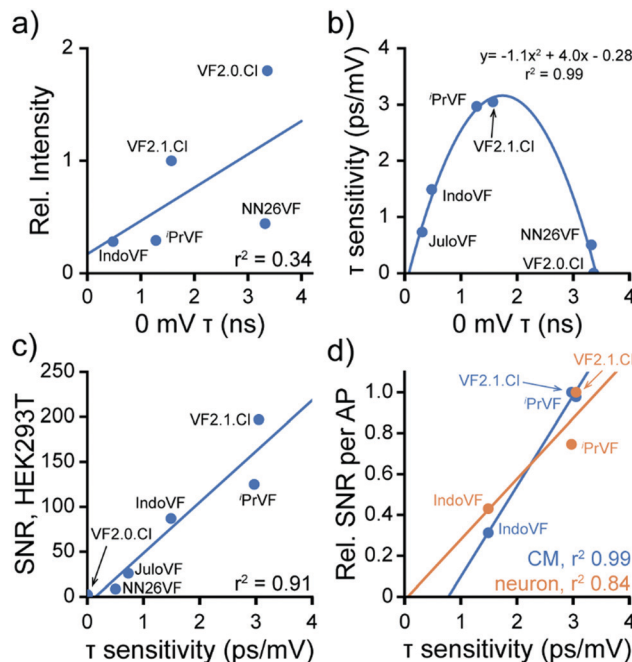 a)
Rel. Intensity
2
1
0
VF2.0.Cl
VF2.1.Cl
IndoVF
ⁱPrVF
NN26VF
r² = 0.34
0 1 2 3 4
0 mV τ (ns)
b)
τ sensitivity (ps/mV)
4
3
2
1
0
y= -1.1x² + 4.0x - 0.28
r² = 0.99
ⁱPrVF
VF2.1.Cl
IndoVF
JuloVF
NN26VF
VF2.0.Cl
0 1 2 3 4
0 mV τ (ns)
c)
SNR, HEK293T
250
200
150
100
50
0
VF2.1.Cl
ⁱPrVF
IndoVF
VF2.0.Cl
JuloVF
NN26VF
r² = 0.91
0 1 2 3 4
τ sensitivity (ps/mV)
d)
Rel. SNR per AP
1.0
0.8
0.6
0.4
0.2
0
VF2.1.Cl
VF2.1.Cl
ⁱPrVF
ⁱPrVF
IndoVF
IndoVF
CM, r² 0.99
neuron, r² 0.84
0 1 2 3 4
τ sensitivity (ps/mV)